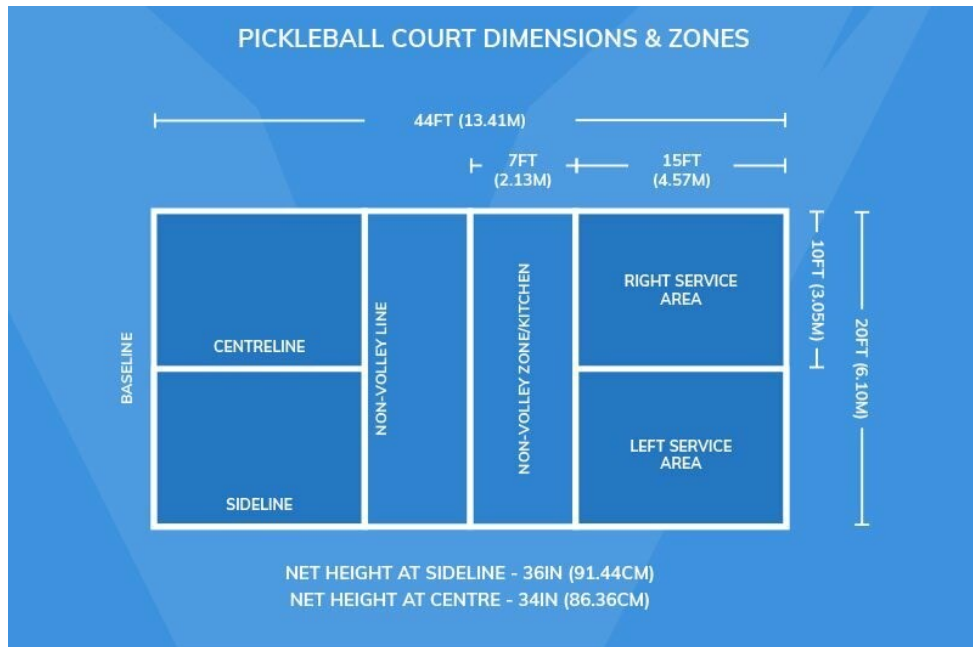 PICKLEBALL COURT DIMENSIONS & ZONES
44FT (13.41M)
7FT
(2.13M)
15FT
(4.57M)
BASELINE
CENTRELINE
SIDELINE
NON-VOLLEY LINE
NON-VOLLEY ZONE/KITCHEN
RIGHT SERVICE
AREA
LEFT SERVICE
AREA
10FT (3.05M)
20FT (6.10M)
NET HEIGHT AT SIDELINE - 36IN (91.44CM)
NET HEIGHT AT CENTRE - 34IN (86.36CM)